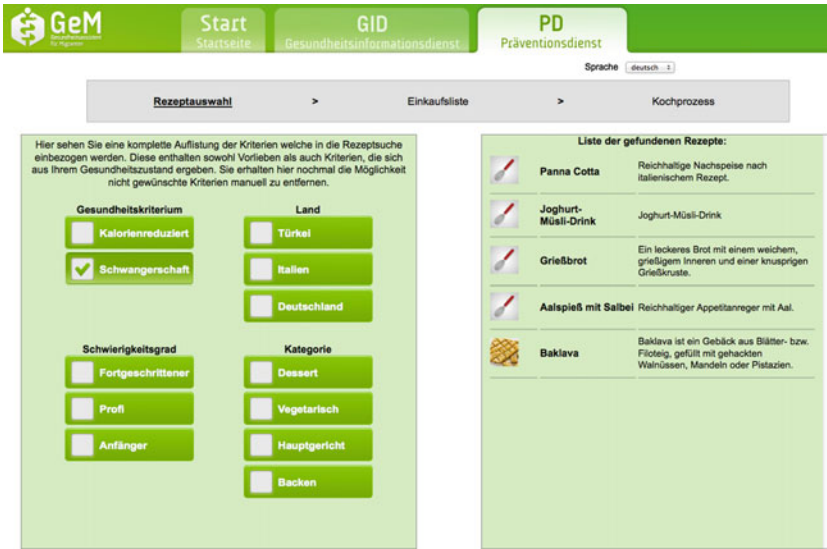 GeM
Gesundheitsassistent
für Migranten
Start
Startseite
GID
Gesundheitsinformationsdienst
PD
Präventionsdienst
Sprache deutsch
Rezeptauswahl > Einkaufsliste > Kochprozess
Hier sehen Sie eine komplette Auflistung der Kriterien welche in die Rezeptsuche
einbezogen werden. Diese enthalten sowohl Vorlieben als auch Kriterien, die sich
aus Ihrem Gesundheitszustand ergeben. Sie erhalten hier nochmal die Möglichkeit
nicht gewünschte Kriterien manuell zu entfernen.
Gesundheitskriterium
Kalorienreduziert
Schwangerschaft
Land
Türkei
Italien
Deutschland
Schwierigkeitsgrad
Fortgeschrittener
Profi
Anfänger
Kategorie
Dessert
Vegetarisch
Hauptgericht
Backen
Liste der gefundenen Rezepte:
Panna Cotta
Reichhaltige Nachspeise nach
italienischem Rezept.
Joghurt-
Müsli-Drink
Joghurt-Müsli-Drink
Grießbrot
Ein leckeres Brot mit einem weichem,
grießigem Inneren und einer knusprigen
Grießkruste.
Aalspieß mit Salbei Reichhaltiger Appetitanreger mit Aal.
Baklava
Baklava ist ein Gebäck aus Blätter- bzw.
Filoteig, gefüllt mit gehackten
Walnüssen, Mandeln oder Pistazien.